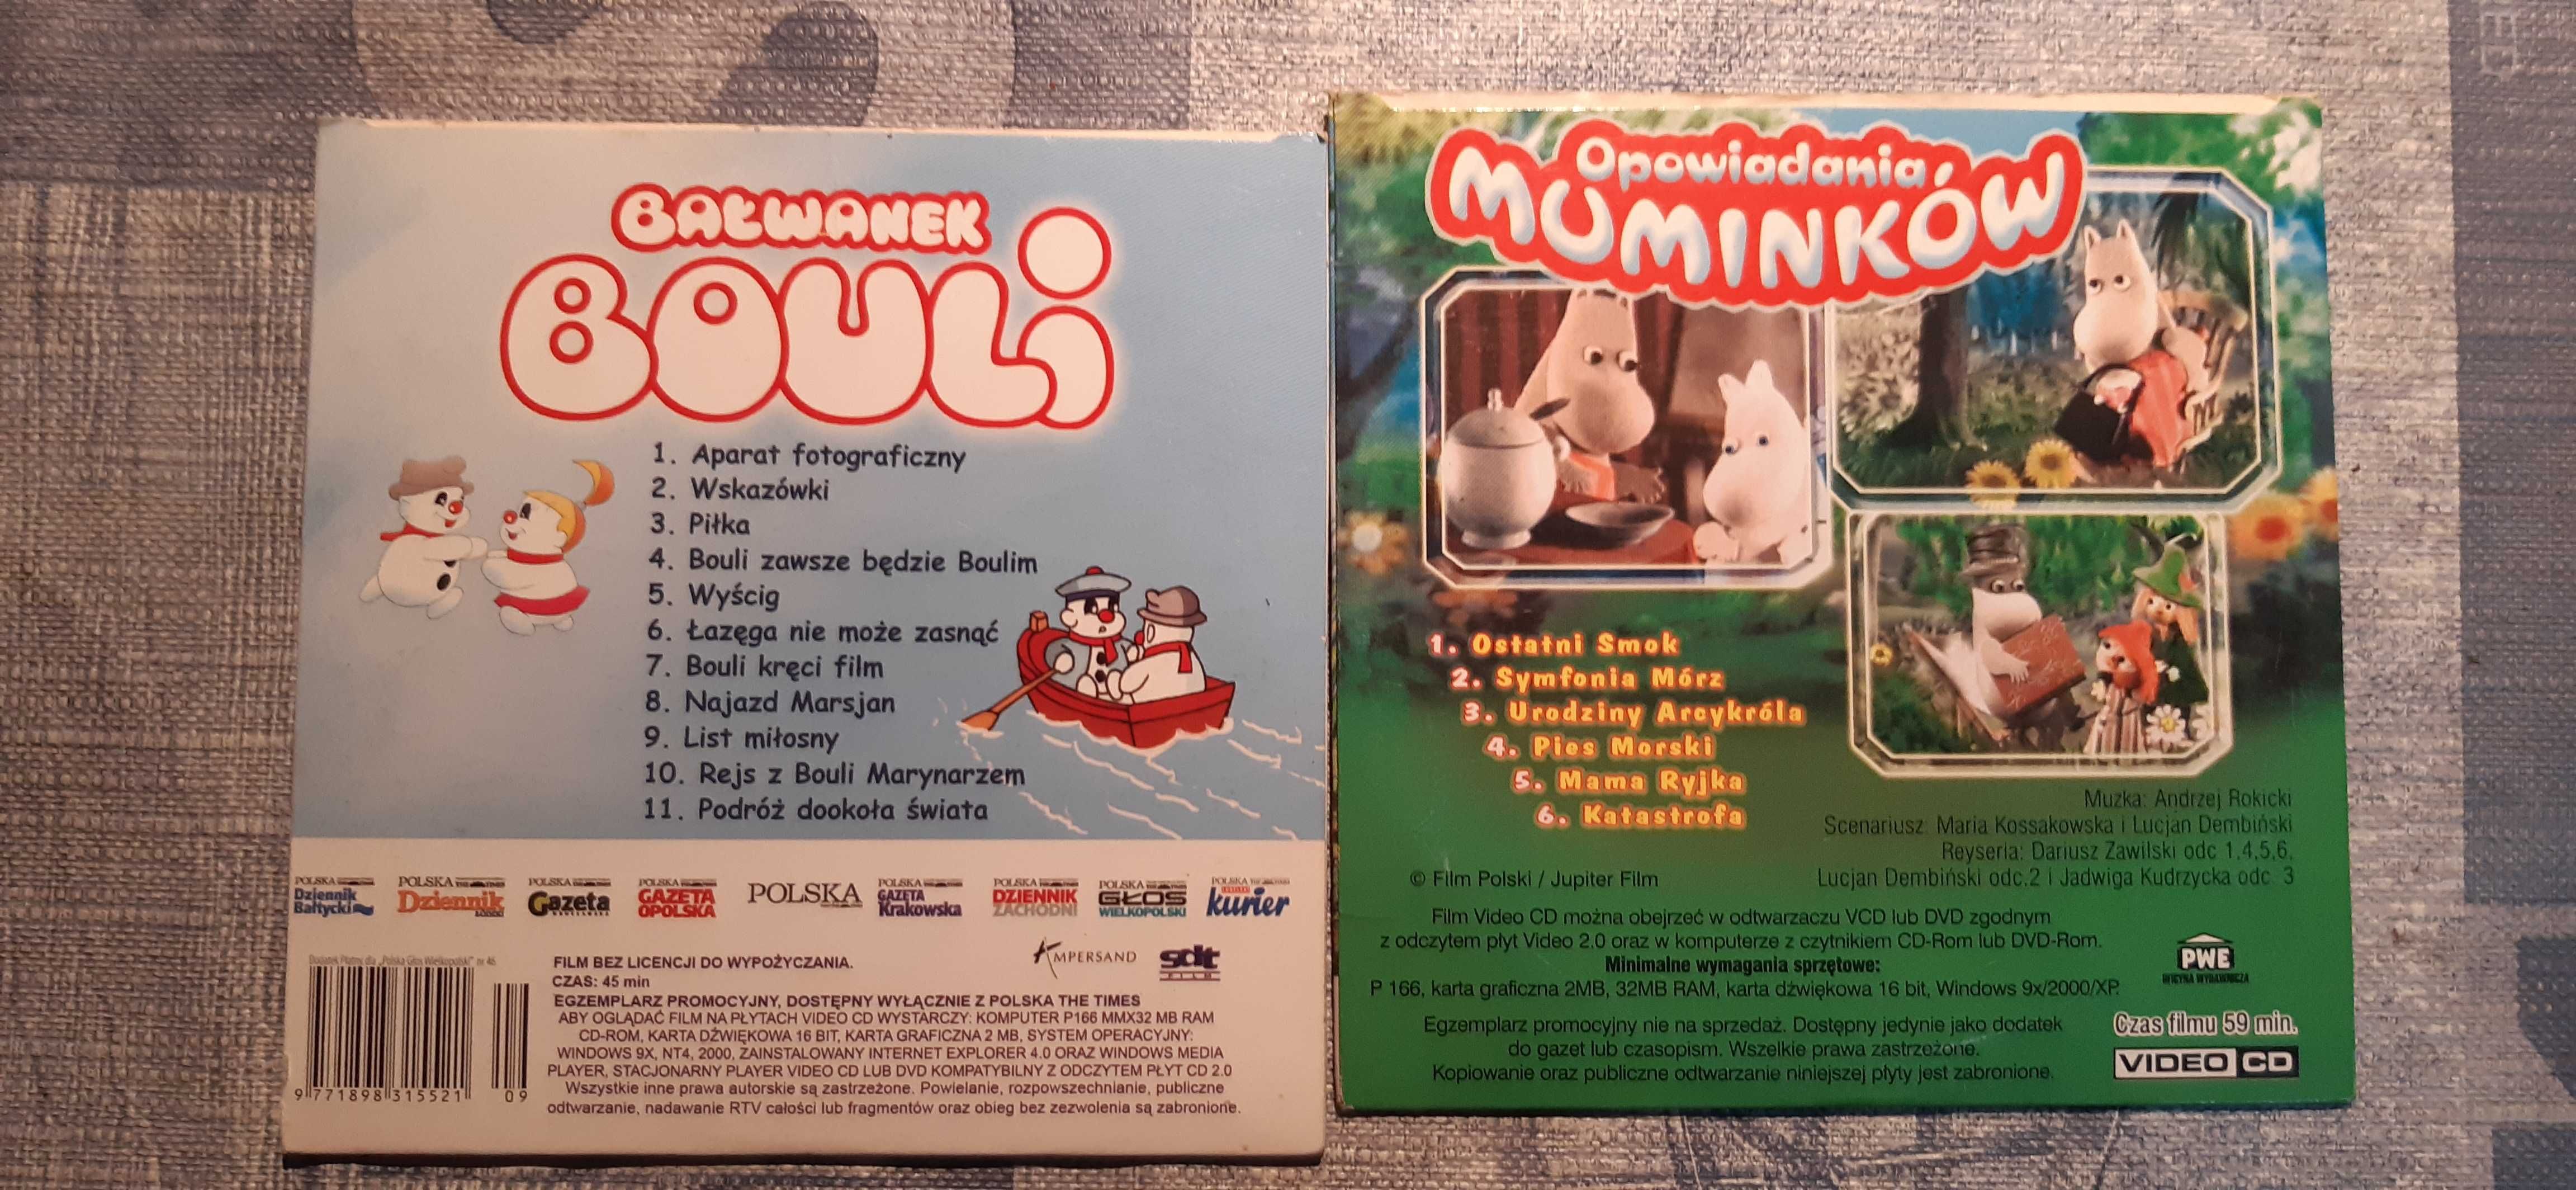 BAŁWANEK
BOULI
1. Aparat fotograficzny
2. Wskazówki
3. Piłka
4. Bouli zawsze będzie Boulim
5. Wyścig
6. Łazęga nie może zasnąć
7. Bouli kręci film
8. Najazd Marsjan
9. List miłosny
10. Rejs z Bouli Marynarzem
11. Podróż dookoła świata
POLSKA Dziennik Bałtycki
POLSKA Dziennik
POLSKA Gazeta
POLSKA GAZETA OPOLSKA
POLSKA
POLSKA GAZETA Krakowska
POLSKA DZIENNIK ZACHODNI
POLSKA GŁOS WIELKOPOLSKI
POLSKA kurier
AMPERSAND
sdt
FILM
Dodatek Płatny dla „Polska Głos Wielkopolski" nr 46
9 771898 315521
09
FILM BEZ LICENCJI DO WYPOŻYCZANIA.
CZAS: 45 min
EGZEMPLARZ PROMOCYJNY, DOSTĘPNY WYŁĄCZNIE Z POLSKA THE TIMES
ABY OGLĄDAĆ FILM NA PŁYTACH VIDEO CD WYSTARCZY: KOMPUTER P166 MMX32 MB RAM
CD-ROM, KARTA DŹWIĘKOWA 16 BIT, KARTA GRAFICZNA 2 MB, SYSTEM OPERACYJNY:
WINDOWS 9X, NT4, 2000, ZAINSTALOWANY INTERNET EXPLORER 4.0 ORAZ WINDOWS MEDIA
PLAYER, STACJONARNY PLAYER VIDEO CD LUB DVD KOMPATYBILNY Z ODCZYTEM PŁYT CD 2.0
Wszystkie inne prawa autorskie są zastrzeżone. Powielanie, rozpowszechnianie, publiczne
odtwarzanie, nadawanie RTV całości lub fragmentów oraz obieg bez zezwolenia są zabronione.
Opowiadania
MUMINKÓW
1. Ostatni Smok
2. Symfonia Mórz
3. Urodziny Arcykróla
4. Pies Morski
5. Mama Ryjka
6. Katastrofa
Muzka: Andrzej Rokicki
Scenariusz: Maria Kossakowska i Lucjan Dembiński
Reyseria: Dariusz Zawilski odc 1,4,5,6,
Lucjan Dembiński odc.2 i Jadwiga Kudrzycka odc 3
© Film Polski / Jupiter Film
Film Video CD można obejrzeć w odtwarzaczu VCD lub DVD zgodnym
z odczytem płyt Video 2.0 oraz w komputerze z czytnikiem CD-Rom lub DVD-Rom.
Minimalne wymagania sprzętowe:
P 166, karta graficzna 2MB, 32MB RAM, karta dźwiękowa 16 bit, Windows 9x/2000/XP.
PWE
OFICYNA WYDAWNICZA
Egzemplarz promocyjny nie na sprzedaż. Dostępny jedynie jako dodatek
do gazet lub czasopism. Wszelkie prawa zastrzeżone.
Kopiowanie oraz publiczne odtwarzanie niniejszej płyty jest zabronione.
Czas filmu 59 min.
VIDEO CD